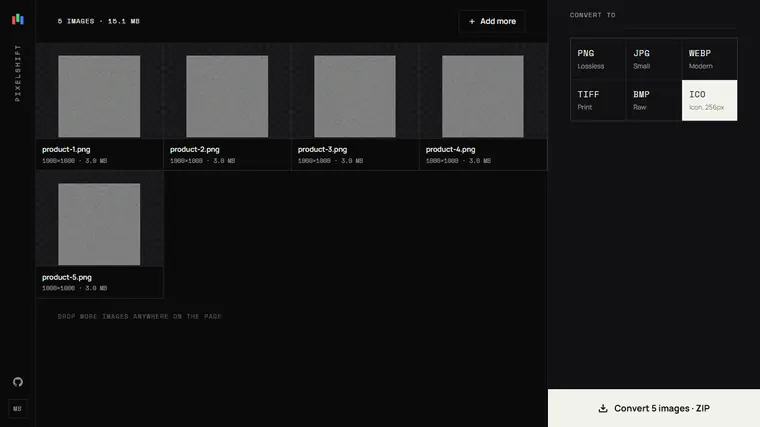 PIXELSHIFT
5 IMAGES · 15.1 MB
+ Add more
product-1.png
1000×1000 · 3.0 MB
product-2.png
1000×1000 · 3.0 MB
product-3.png
1000×1000 · 3.0 MB
product-4.png
1000×1000 · 3.0 MB
product-5.png
1000×1000 · 3.0 MB
DROP MORE IMAGES ANYWHERE ON THE PAGE
CONVERT TO
PNG
Lossless
JPG
Small
WEBP
Modern
TIFF
Print
BMP
Raw
ICO
Icon, 256px
Convert 5 images · ZIP